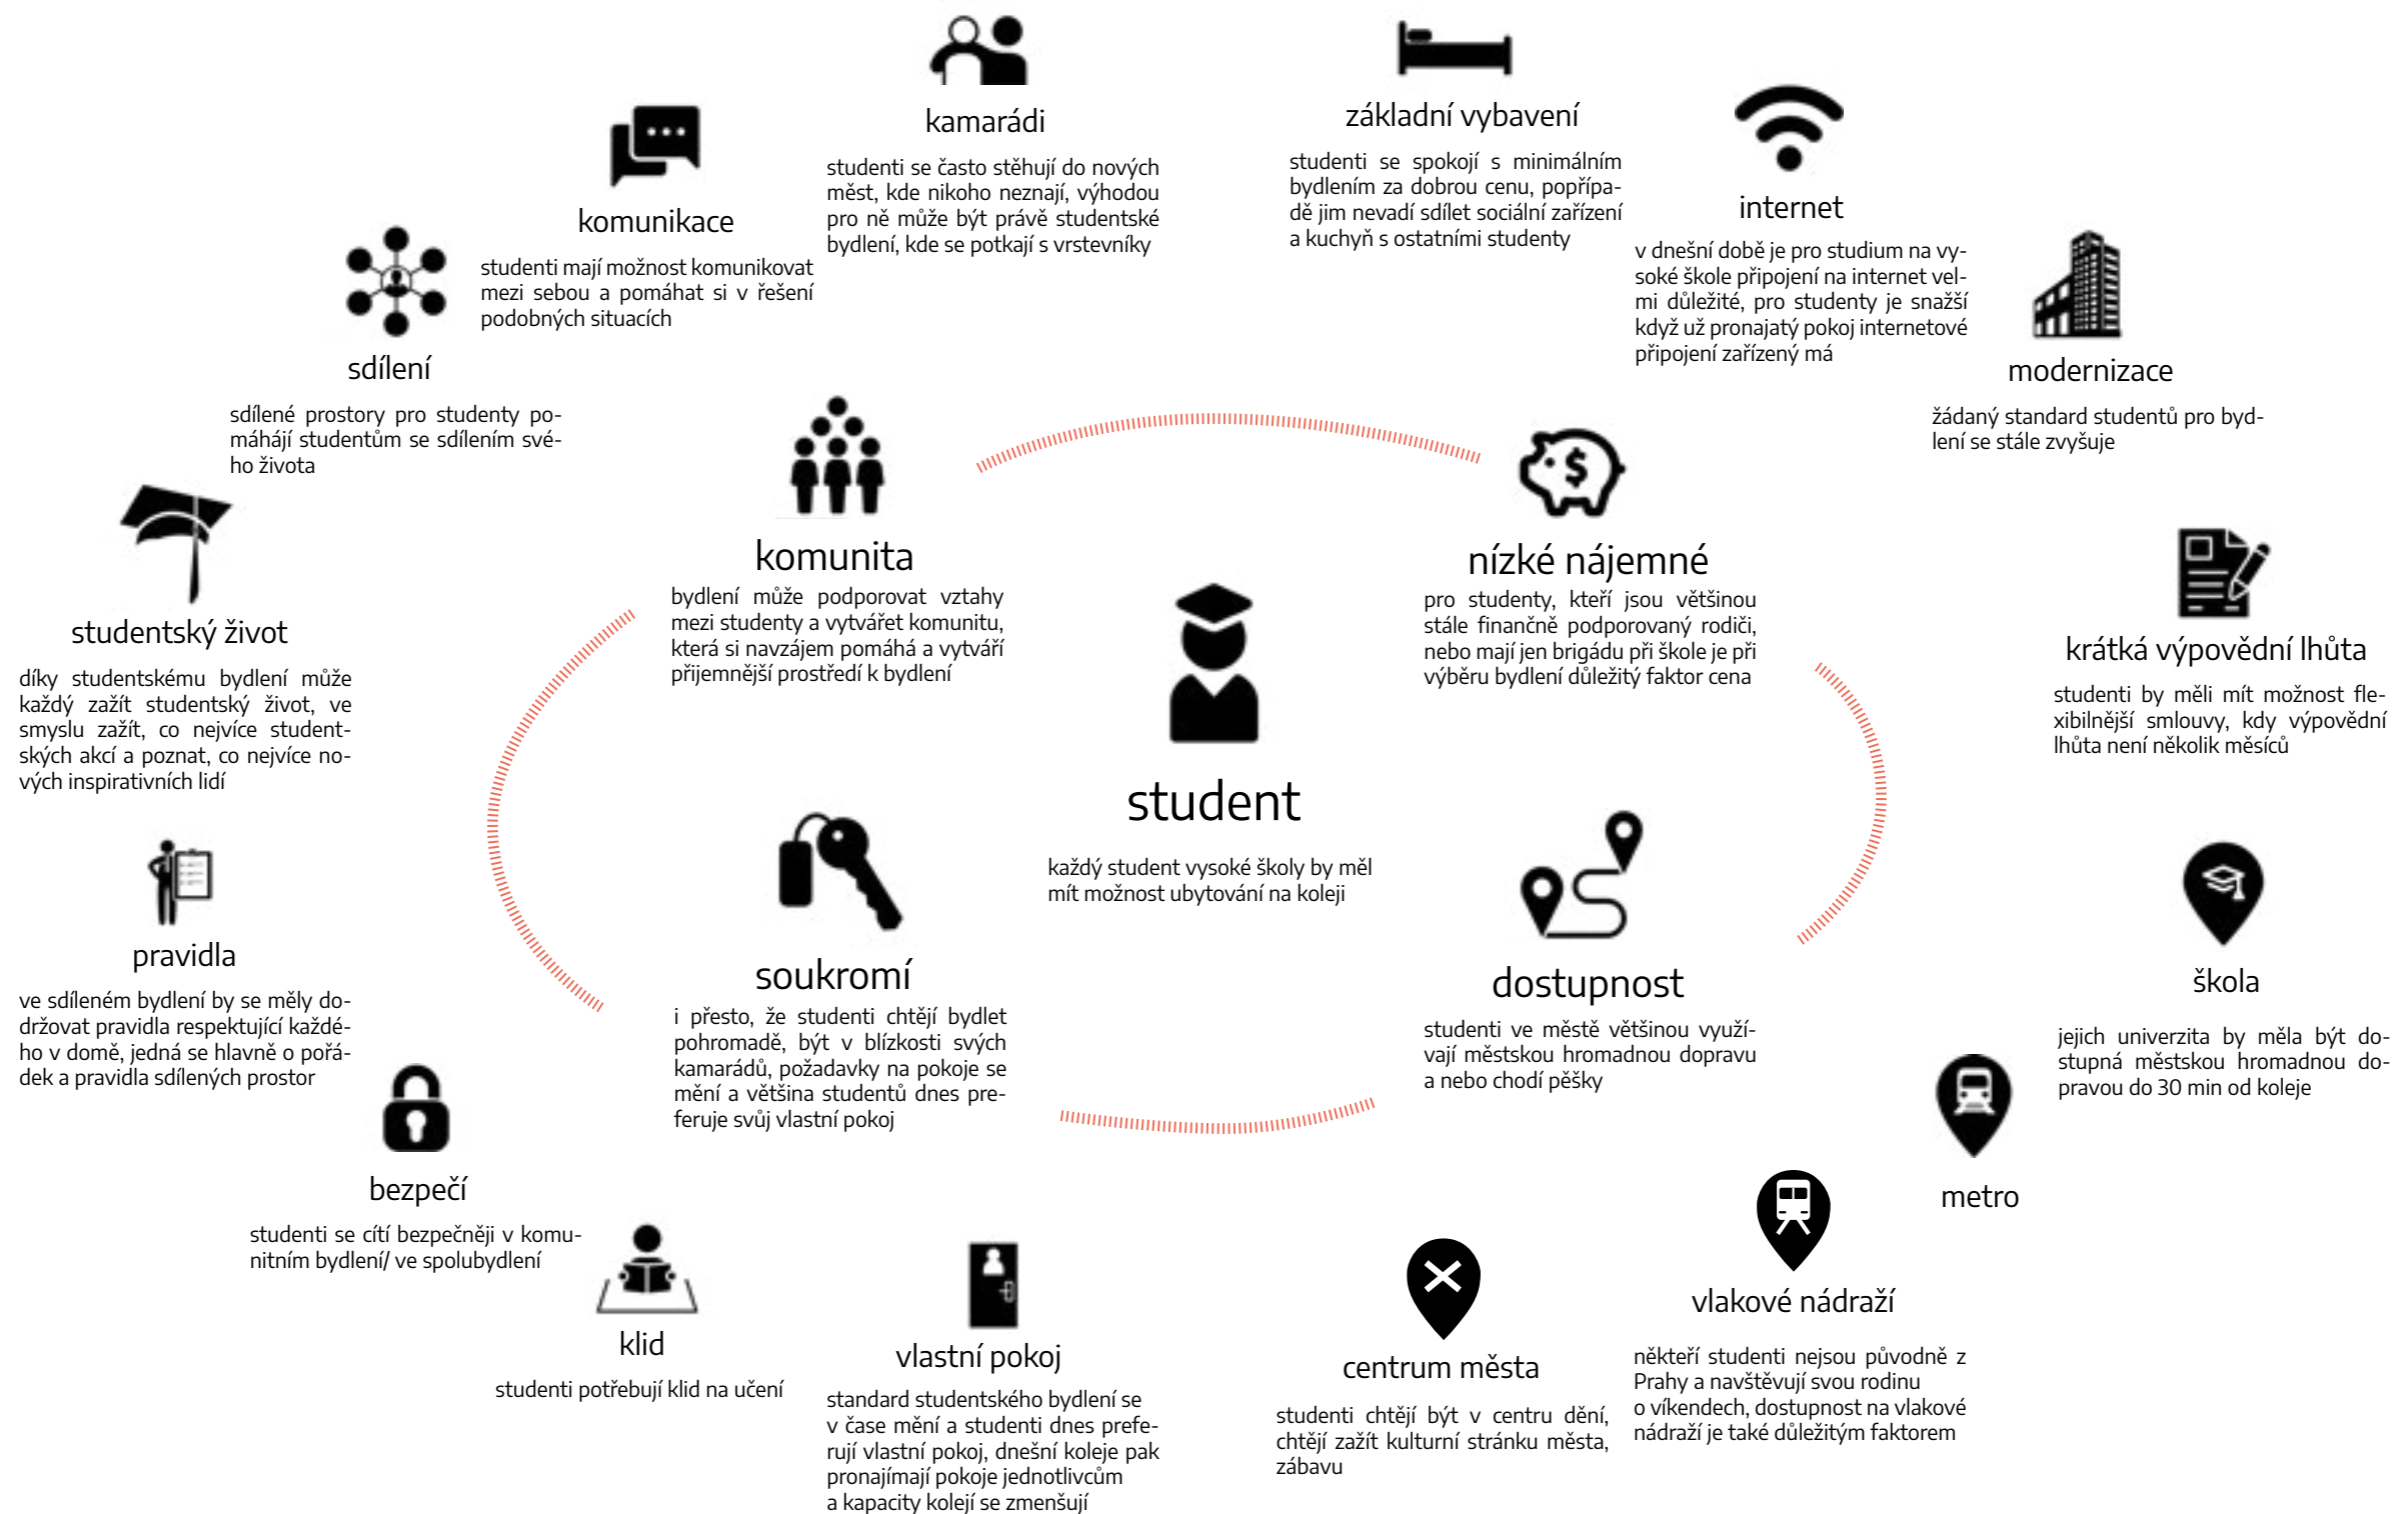 kamarádi
studenti se často stěhují do nových
měst, kde nikoho neznají, výhodou
pro ně může být právě studentské
bydlení, kde se potkají s vrstevníky
základní vybavení
studenti se spokojí s minimálním
bydlením za dobrou cenu, popřípa-
dě jim nevadí sdílet sociální zařízení
a kuchyň s ostatními studenty
komunikace
studenti mají možnost komunikovat
mezi sebou a pomáhat si v řešení
podobných situacích
internet
v dnešní době je pro studium na vy-
soké škole připojení na internet vel-
mi důležité, pro studenty je snažší
když už pronajatý pokoj internetové
připojení zařízený má
sdílení
sdílené prostory pro studenty po-
máhájí studentům se sdílením své-
ho života
modernizace
žádaný standard studentů pro byd-
lení se stále zvyšuje
komunita
bydlení může podporovat vztahy
mezi studenty a vytvářet komunitu,
která si navzájem pomáhá a vytváří
přijemnější prostředí k bydlení
$
nízké nájemné
pro studenty, kteří jsou většinou
stále finančně podporovaný rodiči,
nebo mají jen brigádu při škole je při
výběru bydlení důležitý faktor cena
studentský život
díky studentskému bydlení může
každý zažít studentský život, ve
smyslu zažít, co nejvíce student-
ských akcí a poznat, co nejvíce no-
vých inspirativních lidí
krátká výpovědní lhůta
studenti by měli mít možnost fle-
xibilnější smlouvy, kdy výpovědní
lhůta není několik měsíců
student
každý student vysoké školy by měl
mít možnost ubytování na koleji
pravidla
ve sdíleném bydlení by se měly do-
držovat pravidla respektující každé-
ho v domě, jedná se hlavně o pořá-
dek a pravidla sdílených prostor
soukromí
i přesto, že studenti chtějí bydlet
pohromadě, být v blízkosti svých
kamarádů, požadavky na pokoje se
mění a většina studentů dnes pre-
feruje svůj vlastní pokoj
dostupnost
studenti ve městě většinou využí-
vají městskou hromadnou dopravu
a nebo chodí pěšky
škola
jejich univerzita by měla být do-
stupná městskou hromadnou do-
pravou do 30 min od koleje
bezpečí
studenti se cítí bezpečněji v komu-
nitním bydlení/ ve spolubydlení
metro
klid
studenti potřebují klid na učení
vlastní pokoj
standard studentského bydlení se
v čase mění a studenti dnes prefe-
rují vlastní pokoj, dnešní koleje pak
pronajímají pokoje jednotlivcům
a kapacity kolejí se zmenšují
centrum města
studenti chtějí být v centru dění,
chtějí zažít kulturní stránku města,
zábavu
vlakové nádraží
někteří studenti nejsou původně z
Prahy a navštěvují svou rodinu
o víkendech, dostupnost na vlakové
nádraží je také důležitým faktorem